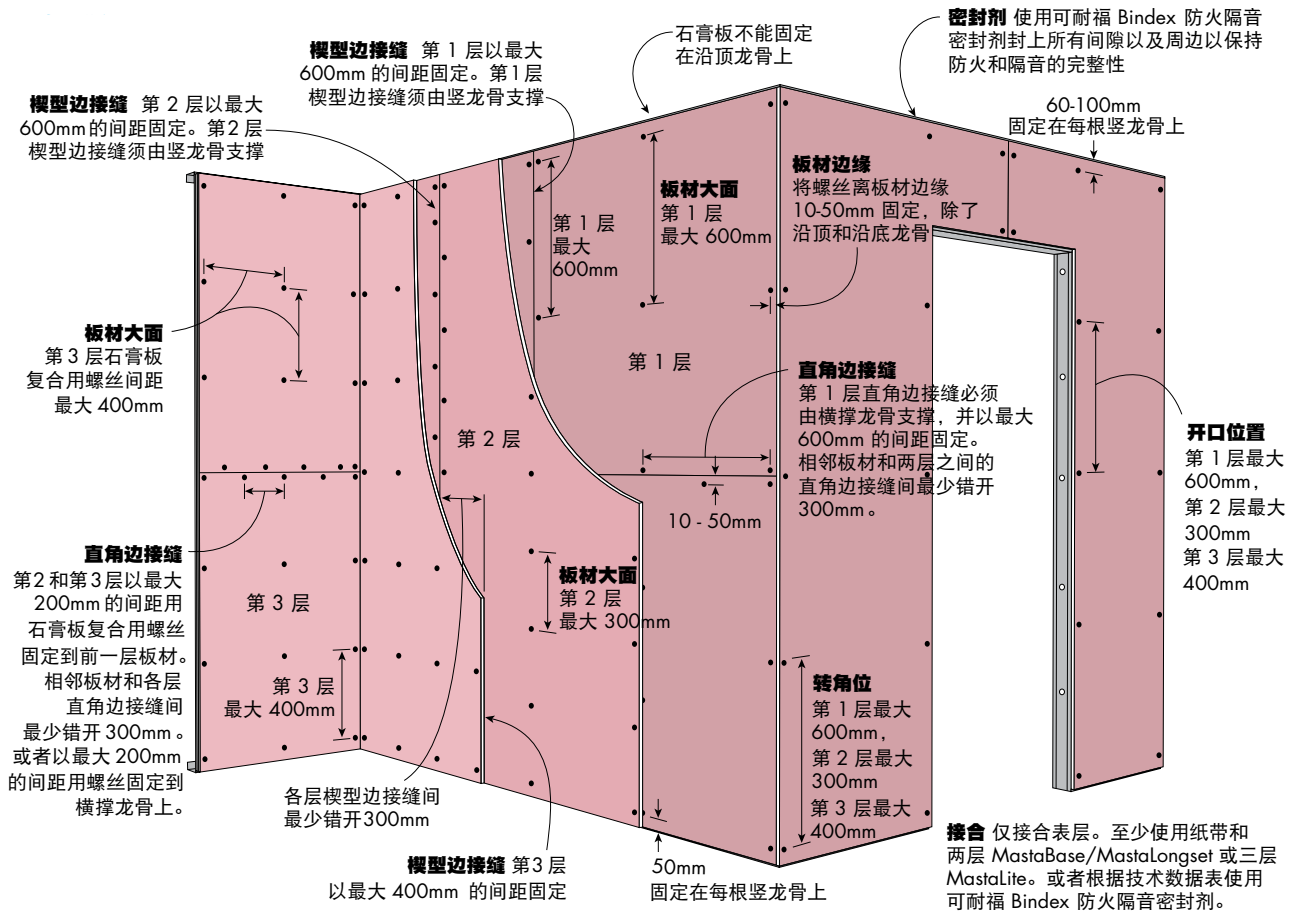 密封剂 使用可耐福 Bindex 防火隔音
密封剂封上所有间隙以及周边以保持
防火和隔音的完整性
石膏板不能固定
在沿顶龙骨上
楔型边接缝 第 1 层以最大
600mm 的间距固定。第1层
楔型边接缝须由竖龙骨支撑
楔型边接缝 第 2 层以最大
600mm的间距固定。第2 层
楔型边接缝须由竖龙骨支撑
60-100mm
固定在每根竖龙骨上
板材边缘
将螺丝离板材边缘
10-50mm 固定，除了
沿顶和沿底龙骨
板材大面
第 1 层
最大 600mm
第 1 层
最大
600mm
板材大面
第 3 层石膏板
复合用螺丝间距
最大 400mm
第 1 层
直角边接缝
第 1 层直角边接缝必须
由横撑龙骨支撑，并以最大
600mm 的间距固定。
相邻板材和两层之间的
直角边接缝间最少错开
300mm。
开口位置
第 1 层最大
600mm，
第 2 层最大
300mm
第 3 层最大
400mm
第 2 层
10 - 50mm
直角边接缝
第2 和第3层以最大
200mm 的间距用
石膏板复合用螺丝
固定到前一层板材。
相邻板材和各层
直角边接缝间
最少错开 300mm。
或者以最大 200mm
的间距用螺丝固定到
横撑龙骨上。
第 3 层
板材大面
第 2 层
最大 300mm
第 3 层
最大 400mm
转角位
第 1 层最大
600mm，
第 2 层最大
300mm
第 3 层最大
400mm
各层楔型边接缝间
最少错开300mm
楔型边接缝 第3 层
以最大 400mm 的间距固定
50mm
固定在每根竖龙骨上
接合 仅接合表层。至少使用纸带和
两层 MastaBase/MastaLongset 或三层
MastaLite。或者根据技术数据表使用
可耐福 Bindex 防火隔音密封剂。